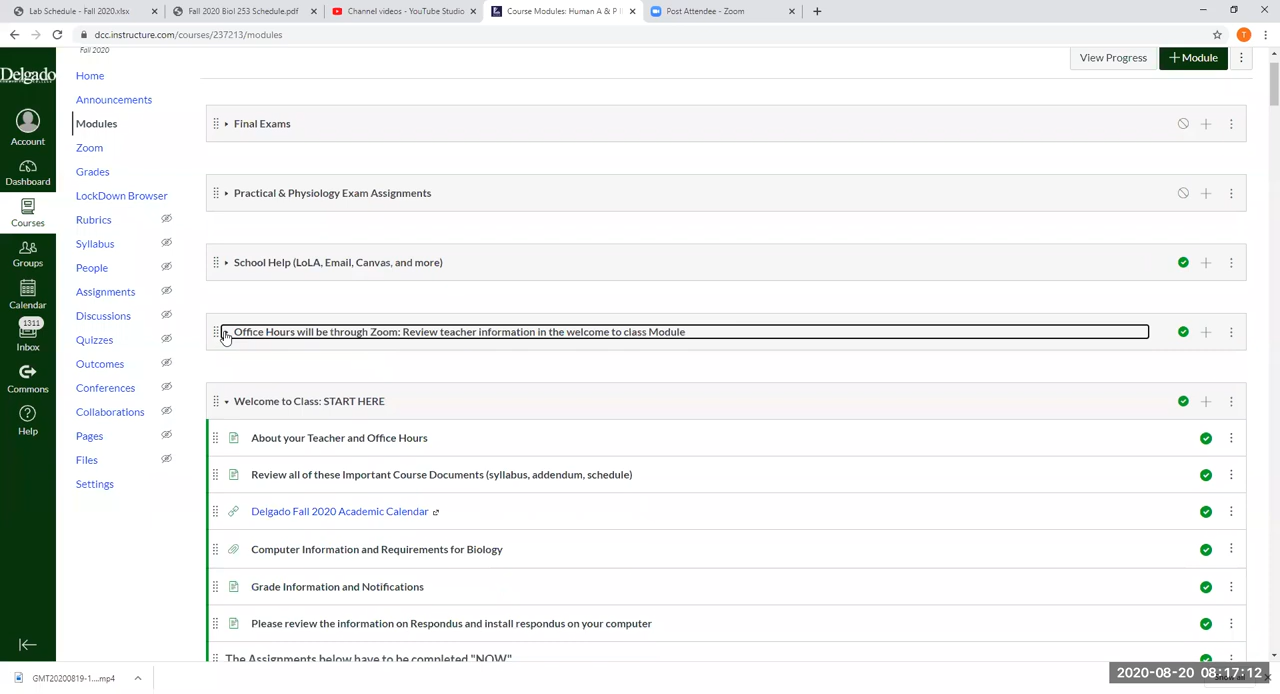 Lab Schedule - Fall 2020.xlsx
Fall 2020 Biol 253 Schedule.pdf
Channel videos - YouTube Studio
Course Modules: Human A & P
Post Attendee - Zoom
dcc.instructure.com/courses/237213/modules
T
Delgado
Account
Dashboard
Courses
Groups
Calendar
1311
Inbox
Commons
Help
Fall 2020
Home
Announcements
Modules
Zoom
Grades
LockDown Browser
Rubrics
Syllabus
People
Assignments
Discussions
Quizzes
Outcomes
Conferences
Collaborations
Pages
Files
Settings
View Progress
+ Module
Final Exams
Practical & Physiology Exam Assignments
School Help (LoLA, Email, Canvas, and more)
Office Hours will be through Zoom: Review teacher information in the welcome to class Module
Welcome to Class: START HERE
About your Teacher and Office Hours
Review all of these Important Course Documents (syllabus, addendum, schedule)
Delgado Fall 2020 Academic Calendar
Computer Information and Requirements for Biology
Grade Information and Notifications
Please review the information on Respondus and install respondus on your computer
The Assignments below have to be completed "NOW"
GMT20200819-1....mp4
2020-08-20 08:17:12